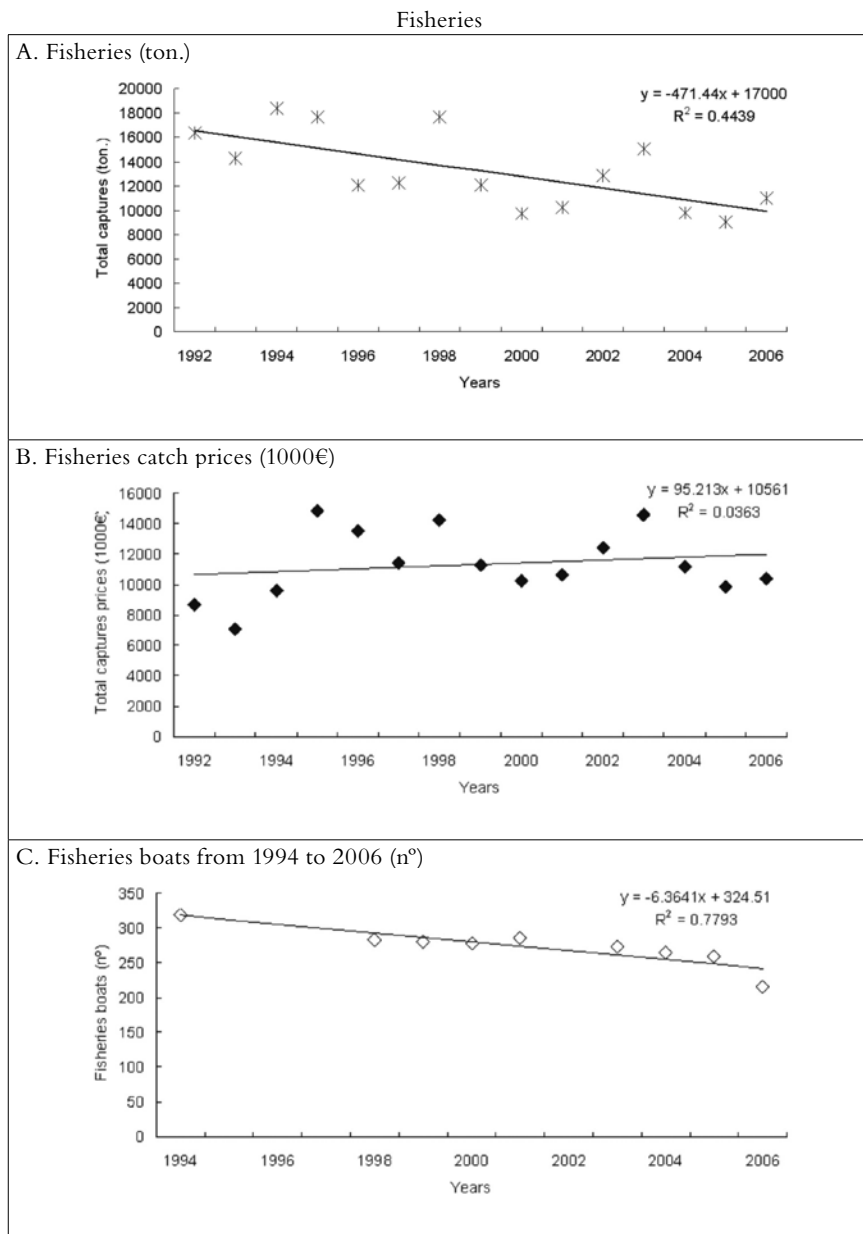 Fisheries
A. Fisheries (ton.)
y = -471.44x + 17000
R² = 0.4439
20000
18000
16000
14000
12000
10000
8000
6000
4000
2000
0
Total captures (ton.)
1992 1994 1996 1998 2000 2002 2004 2006
Years
B. Fisheries catch prices (1000€)
y = 95.213x + 10561
R² = 0.0363
16000
14000
12000
10000
8000
6000
4000
2000
0
Total captures prices (1000€;
1992 1994 1996 1998 2000 2002 2004 2006
Years
C. Fisheries boats from 1994 to 2006 (nº)
y = -6.3641x + 324.51
R² = 0.7793
350
300
250
200
150
100
50
0
Fisheries boats (nº)
1994 1996 1998 2000 2002 2004 2006
Years